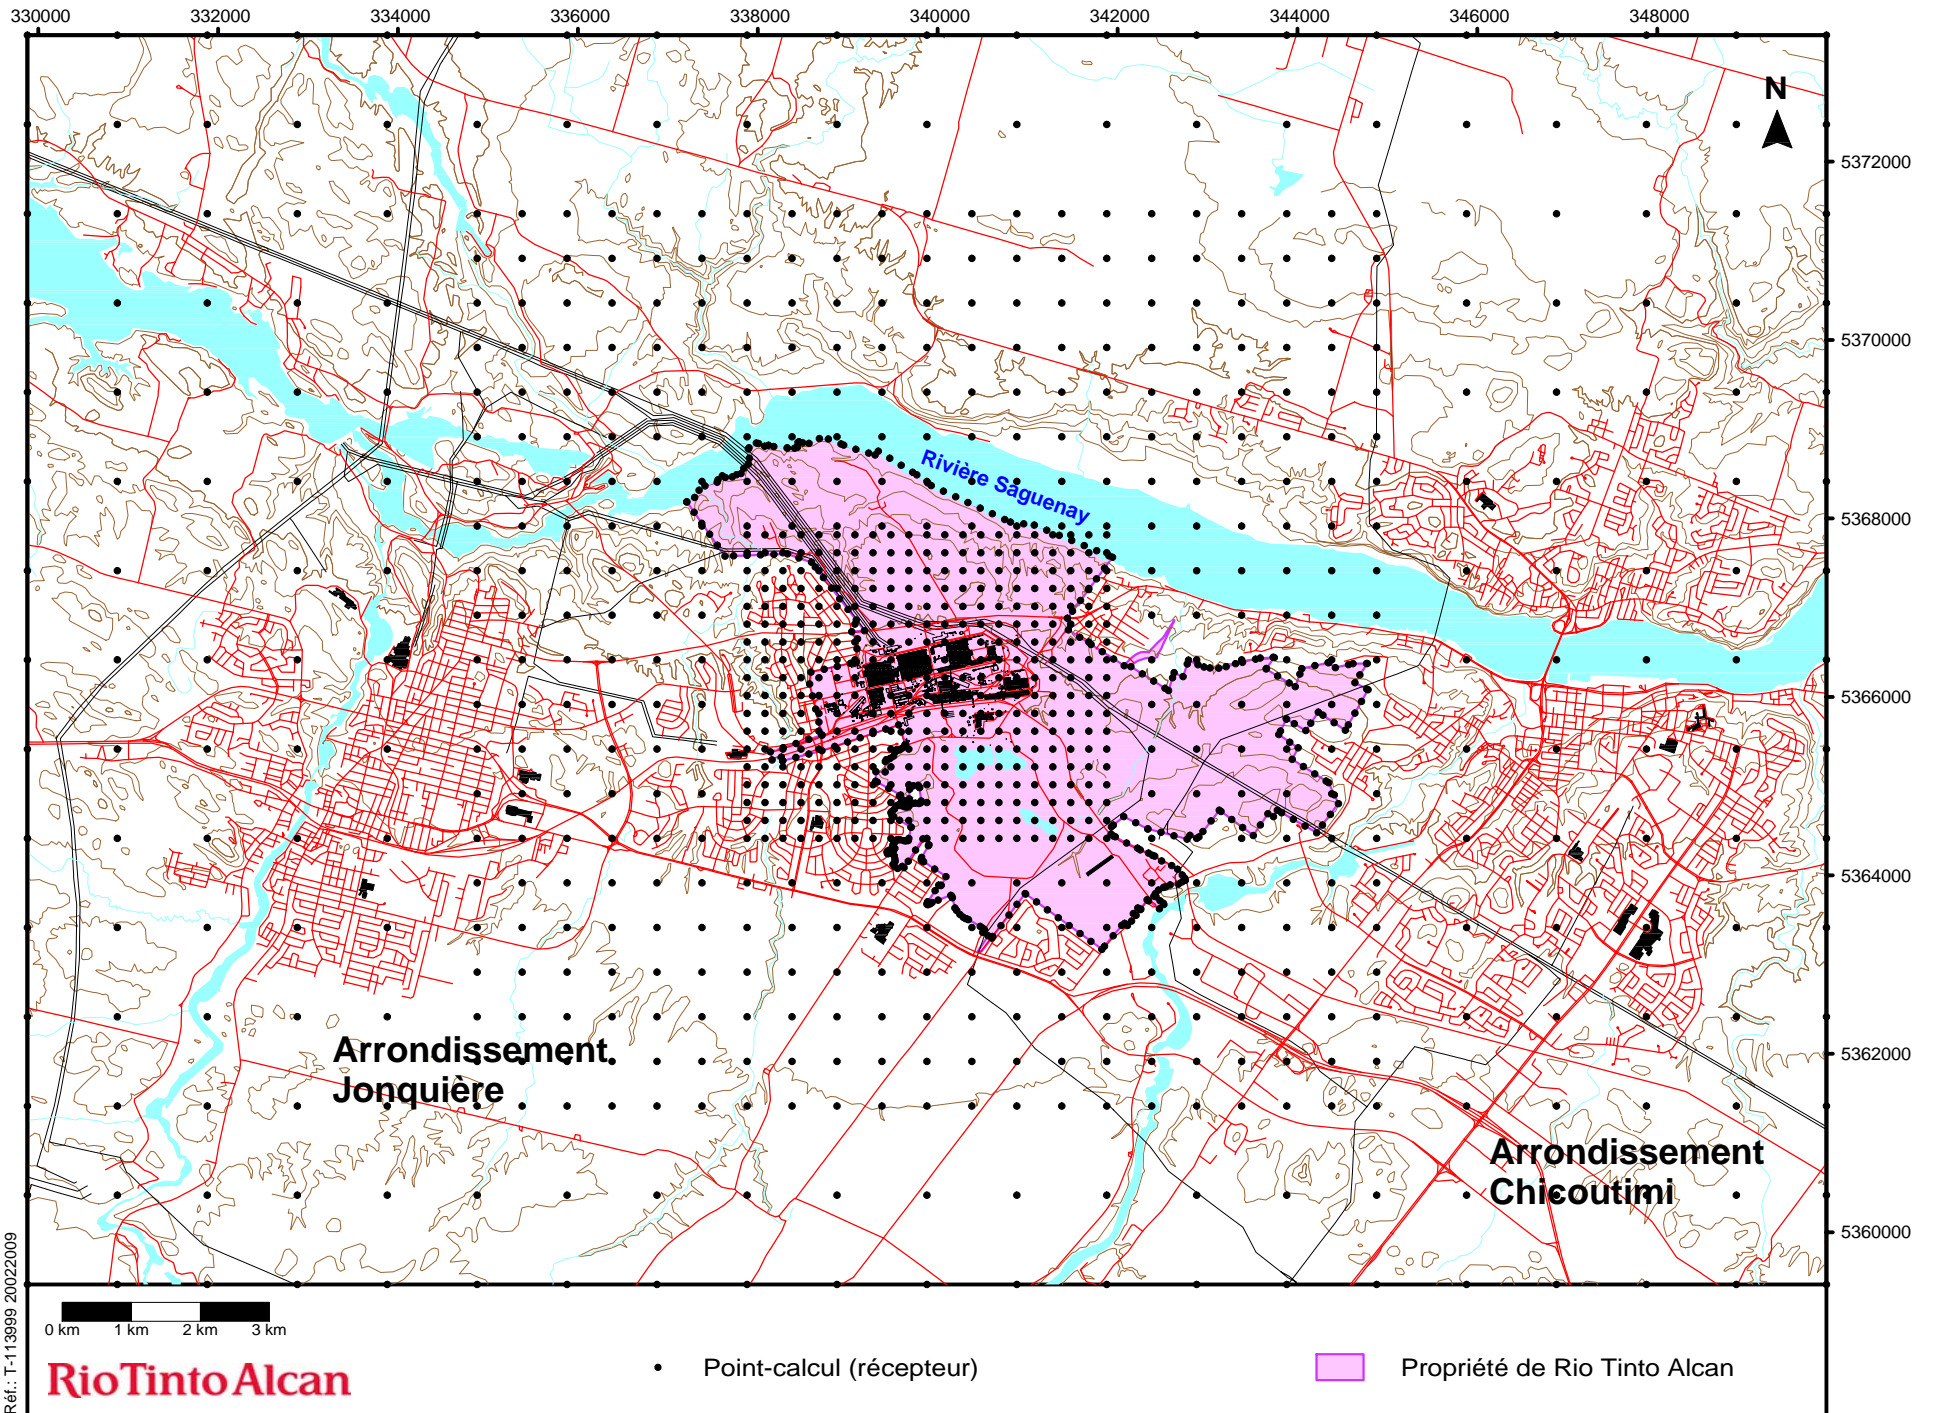 330000 332000 334000 336000 338000 340000 342000 344000 346000 348000
N
5372000
5370000
Rivière Saguenay
5368000
5366000
5364000
5362000
Arrondissement
Jonquière
Arrondissement
Chicoutimi
5360000
0 km 1 km 2 km 3 km
RioTinto Alcan
Point-calcul (récepteur)
Propriété de Rio Tinto Alcan
Réf.: T-113999 20022009